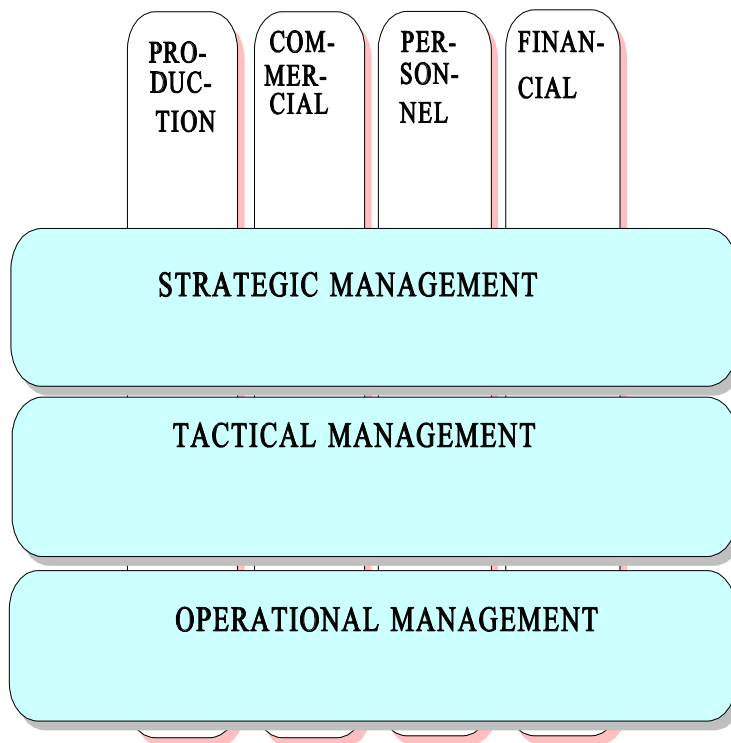 PRO-
DUC-
TION
COM-
MER-
CIAL
PER-
SON-
NEL
FINAN-
CIAL
STRATEGIC MANAGEMENT
TACTICAL MANAGEMENT
OPERATIONAL MANAGEMENT